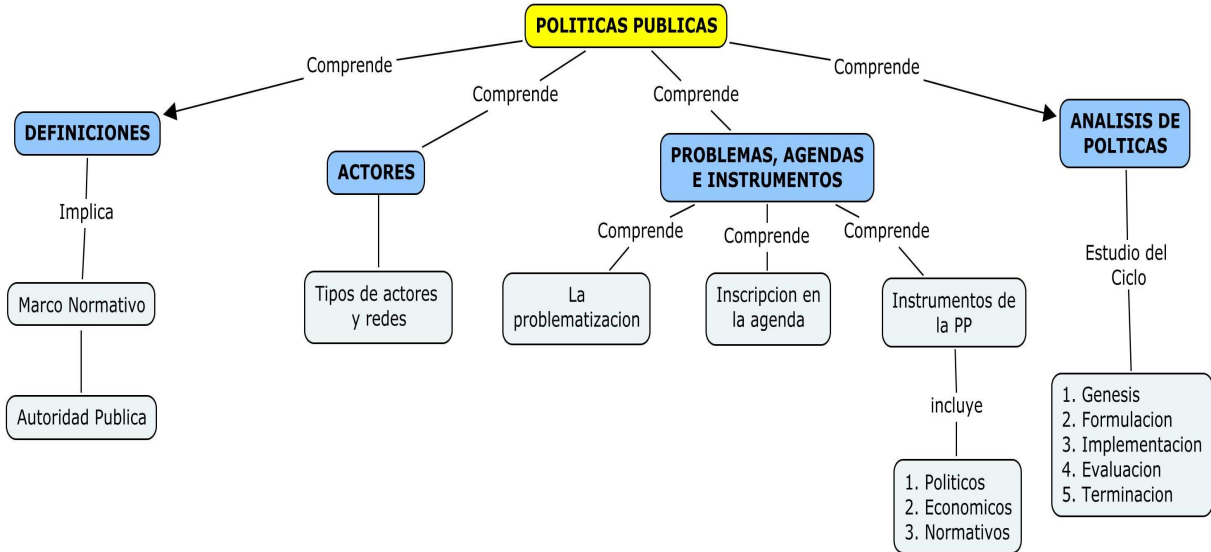 POLITICAS PUBLICAS
Comprende
Comprende
Comprende
Comprende
DEFINICIONES
ACTORES
PROBLEMAS, AGENDAS
E INSTRUMENTOS
ANALISIS DE
POLTICAS
Implica
Comprende
Comprende
Comprende
Estudio del
Ciclo
Marco Normativo
Tipos de actores
y redes
La
problematizacion
Inscripcion en
la agenda
Instrumentos de
la PP
Autoridad Publica
incluye
1. Politicos
2. Economicos
3. Normativos
1. Genesis
2. Formulacion
3. Implementacion
4. Evaluacion
5. Terminacion